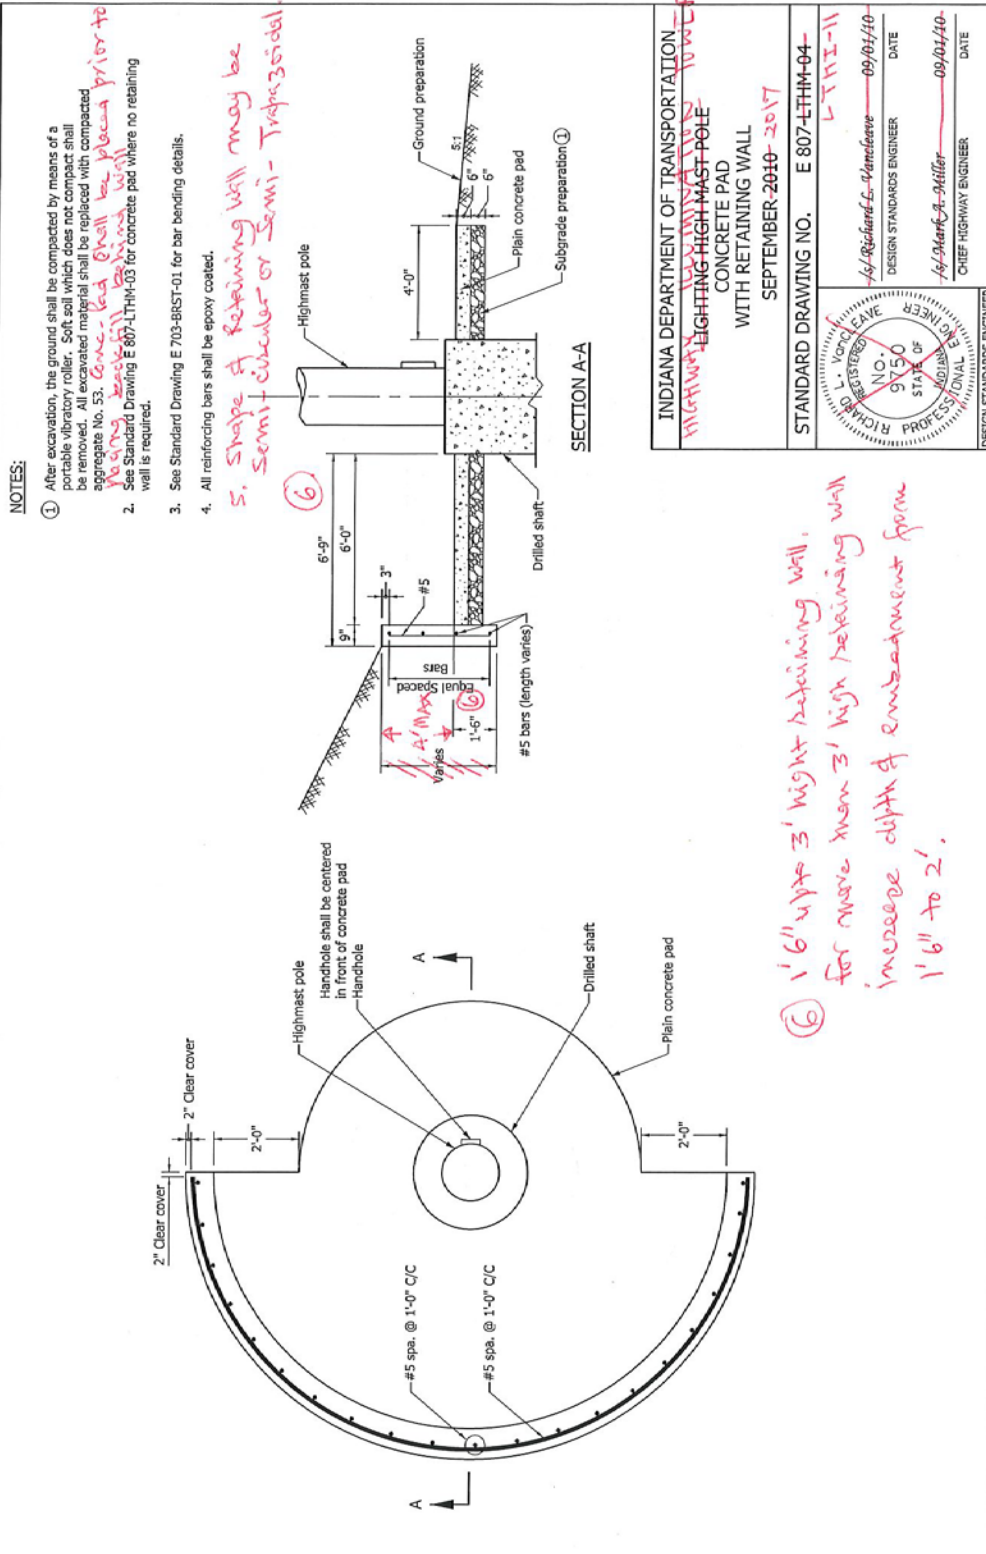 NOTES:
① After excavation, the ground shall be compacted by means of a
portable vibratory roller. Soft soil which does not compact shall
be removed. All excavated material shall be replaced with compacted
aggregate No. 53. Conc. Pad shall be placed prior to
placing backfill behind wall
2. See Standard Drawing E 807-LTHM-03 for concrete pad where no retaining
wall is required.
3. See Standard Drawing E 703-BRST-01 for bar bending details.
4. All reinforcing bars shall be epoxy coated.
5. Shape of Retaining Wall may be
Semi-circular or Semi-Trapazoidal.
6
2" Clear cover
2" Clear cover
2'-0"
Highmast pole
Handhole shall be centered
in front of concrete pad
Handhole
A
A
#5 spa. @ 1'-0" C/C
#5 spa. @ 1'-0" C/C
Drilled shaft
Plain concrete pad
2'-0"
6'-9"
9"
6'-0"
3"
#5
Equal Spaced
Bars
Varies
4' MAX
1'-6"
6
#5 bars (length varies)
Drilled shaft
Highmast pole
4'-0"
Ground preparation
5:1
6"
6"
Plain concrete pad
Subgrade preparation ①
SECTION A-A
6 1'6" upto 3' hight retaining wall.
for more than 3' high retaining wall
increase depth of embedment from
1'6" to 2'.
INDIANA DEPARTMENT OF TRANSPORTATION
HIGHWAY ILLUMINATION TOWER
LIGHTING HIGH MAST POLE
CONCRETE PAD
WITH RETAINING WALL
SEPTEMBER 2010 2017
STANDARD DRAWING NO. E 807-LTHM-04
LTHI-11
RICHARD L. VANCLEAVE
REGISTERED
No.
9750
STATE OF
INDIANA
PROFESSIONAL ENGINEER
/s/ Richard L. Vancleave 09/01/10
DESIGN STANDARDS ENGINEER DATE
/s/ Mark A. Miller 09/01/10
CHIEF HIGHWAY ENGINEER DATE
DESIGN STANDARDS ENGINEER